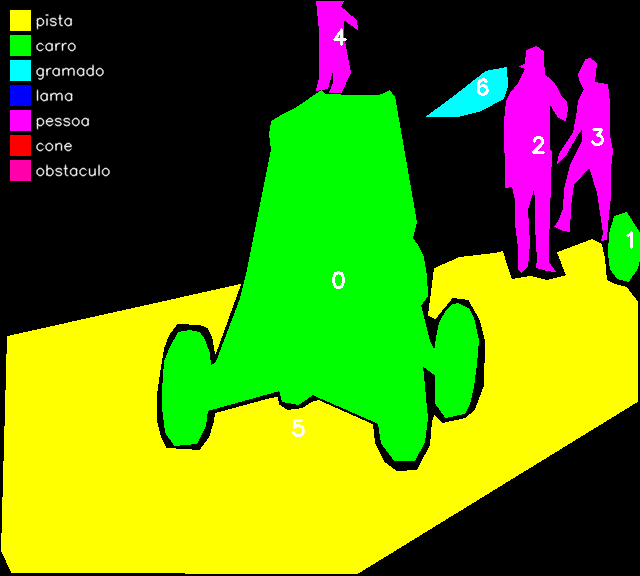 pista
carro
gramado
lama
pessoa
cone
obstaculo
4
6
2
3
1
0
5